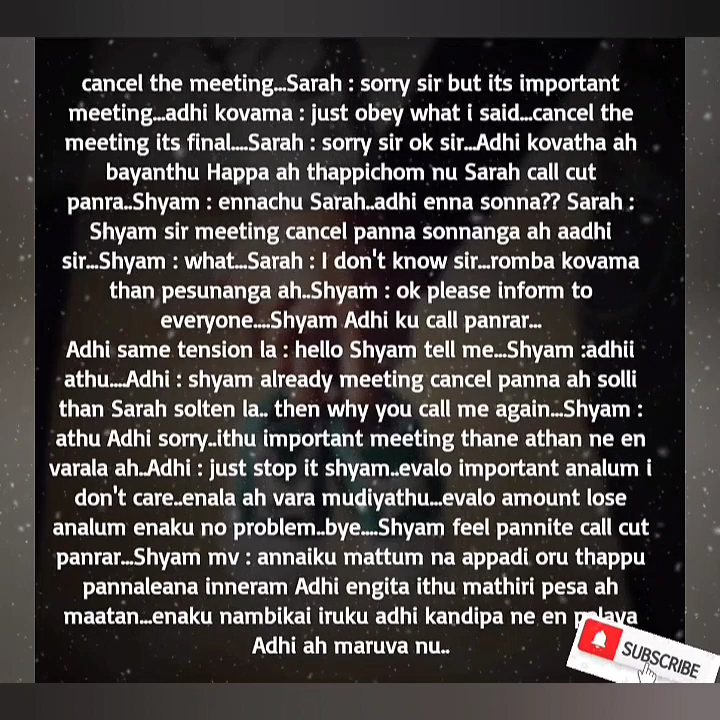 cancel the meeting...Sarah : sorry sir but its important
meeting...adhi kovama : just obey what i said...cancel the
meeting its final....Sarah : sorry sir ok sir...Adhi kovatha ah
bayanthu Happa ah thappichom nu Sarah call cut
panra..Shyam : ennachu Sarah..adhi enna sonna?? Sarah :
Shyam sir meeting cancel panna sonnanga ah aadhi
sir...Shyam : what...Sarah : I don't know sir...romba kovama
than pesunanga ah..Shyam : ok please inform to
everyone....Shyam Adhi ku call panrar...
Adhi same tension la : hello Shyam tell me...Shyam :adhii
athu....Adhi : shyam already meeting cancel panna ah solli
than Sarah solten la.. then why you call me again...Shyam :
athu Adhi sorry..ithu important meeting thane athan ne en
varala ah..Adhi : just stop it shyam..evalo important analum i
don't care..enala ah vara mudiyathu...evalo amount lose
analum enaku no problem..bye....Shyam feel pannite call cut
panrar...Shyam mv : annaiku mattum na appadi oru thappu
pannaleana inneram Adhi engita ithu mathiri pesa ah
maatan...enaku nambikai iruku adhi kandipa ne en
Adhi ah maruva nu..
SUBSCRIBE